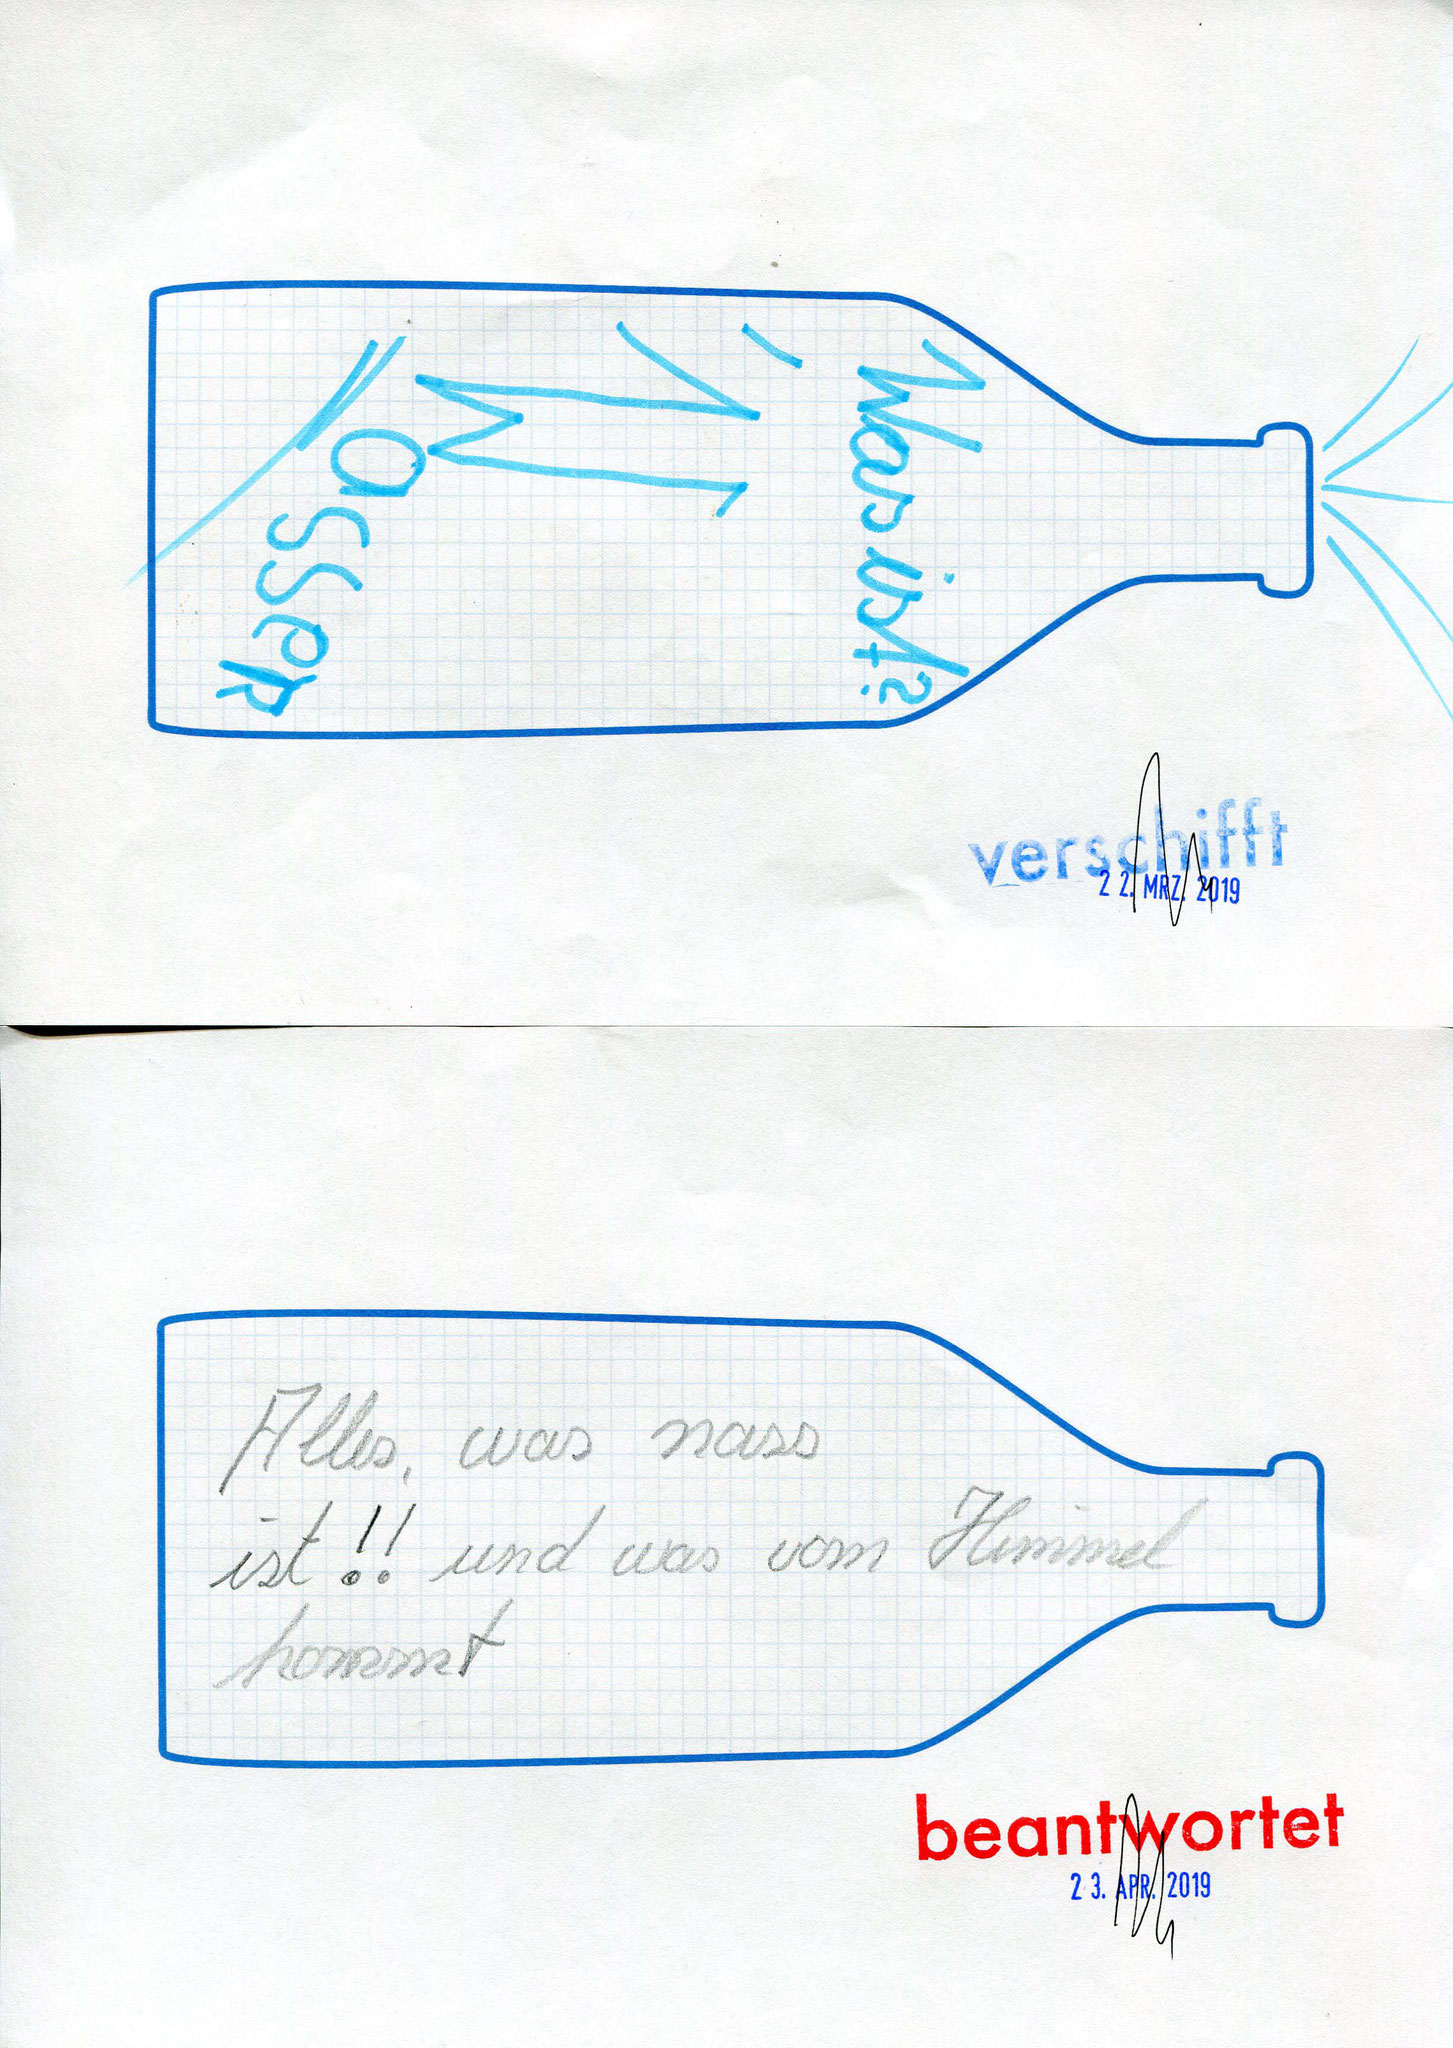 Was ist?
Wasser
verschifft
22. MRZ. 2019
Alles, was nass
ist!! und was vom Himmel
kommt
beantwortet
23. APR. 2019